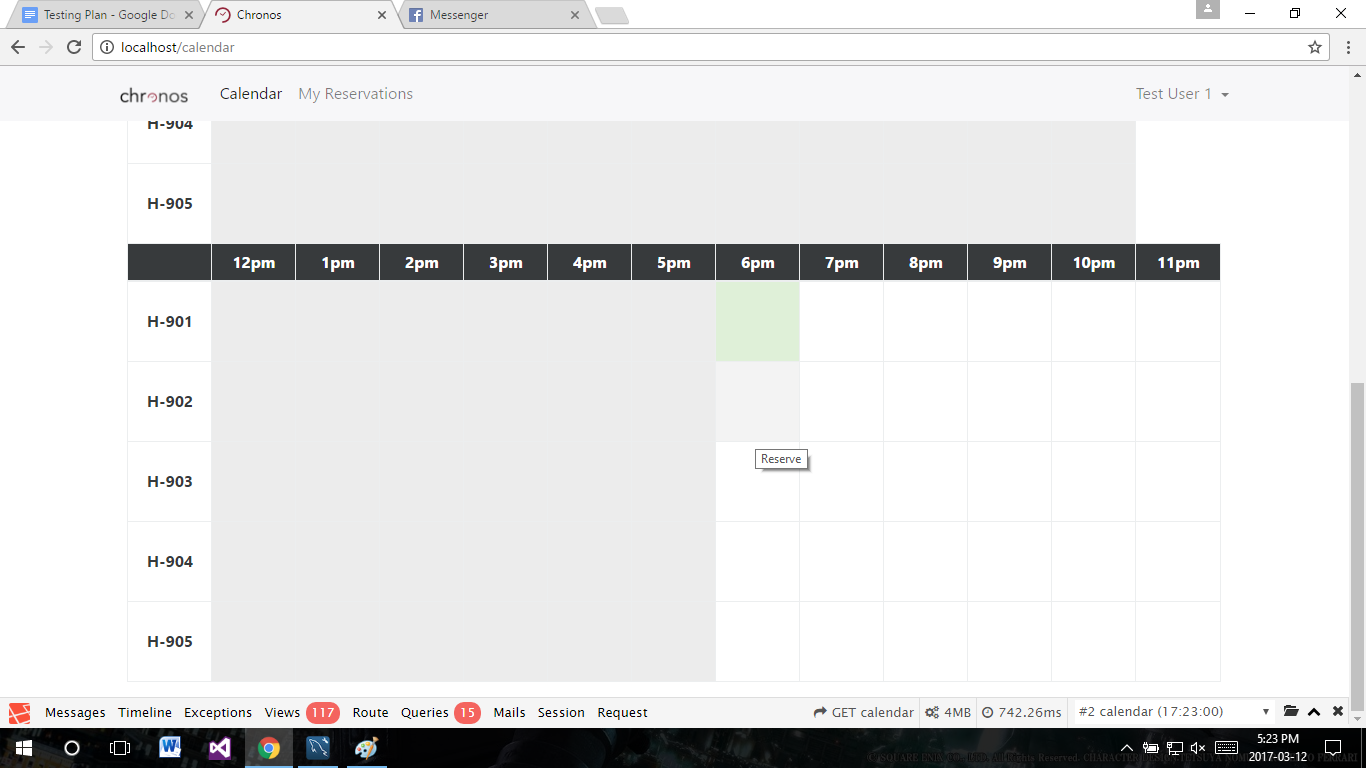 Testing Plan - Google Do
Chronos
Messenger
localhost/calendar
chronos
Calendar
My Reservations
Test User 1
H-904
H-905
12pm 1pm 2pm 3pm 4pm 5pm 6pm 7pm 8pm 9pm 10pm 11pm
H-901
H-902
Reserve
H-903
H-904
H-905
Messages Timeline Exceptions Views 117 Route Queries 15 Mails Session Request GET calendar 4MB 742.26ms #2 calendar (17:23:00)
5:23 PM
2017-03-12